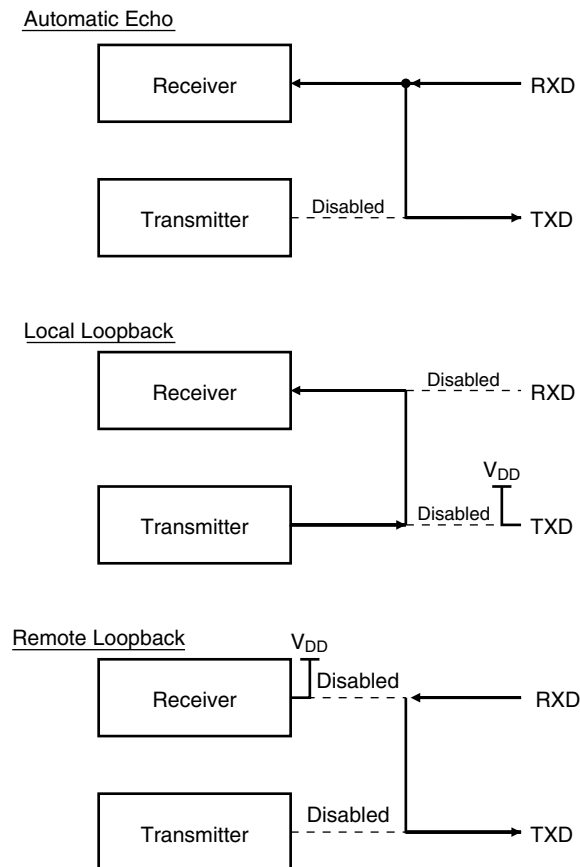 Automatic Echo
Receiver
RXD
Transmitter
Disabled
TXD
Local Loopback
Receiver
Disabled
RXD
VDD
Transmitter
Disabled
TXD
Remote Loopback
VDD
Receiver
Disabled
RXD
Transmitter
Disabled
TXD